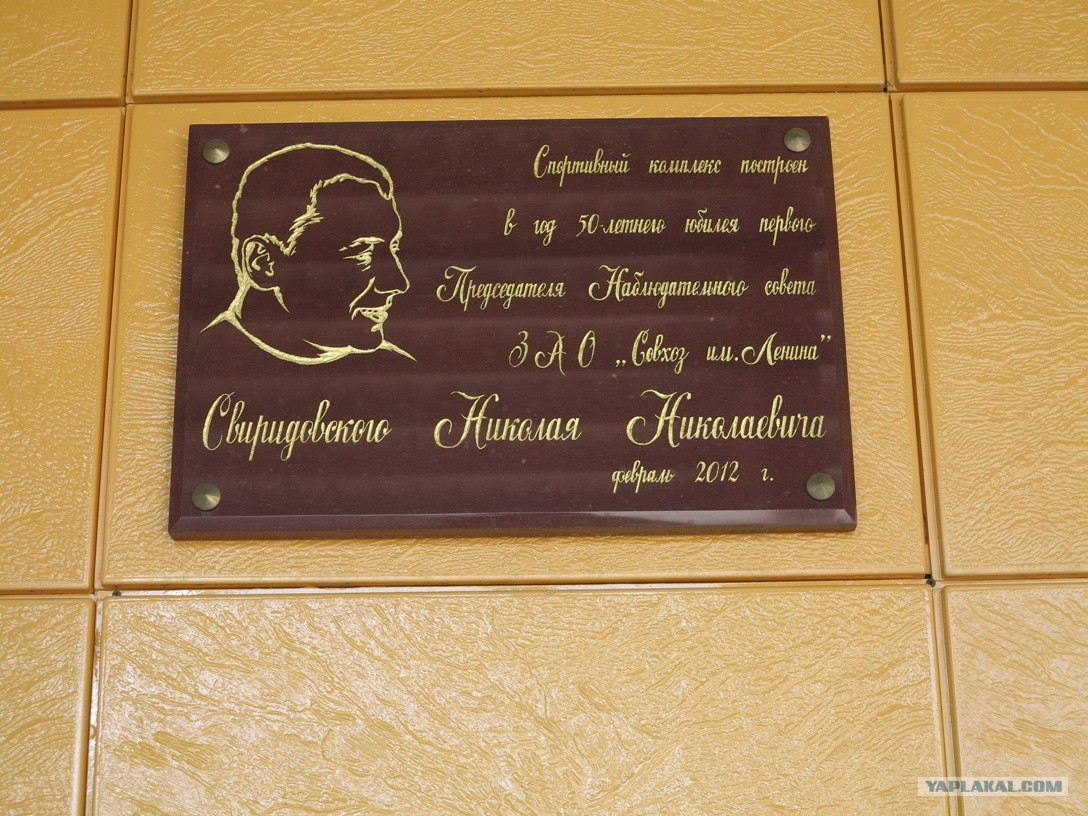 Спортивный комплекс построен
в год 50-летнего юбилея первого
Председателя Наблюдательного совета
ЗАО „Совхоз им. Ленина”
Свиридовского Николая Николаевича
февраль 2012 г.
YAPLAKAL.COM